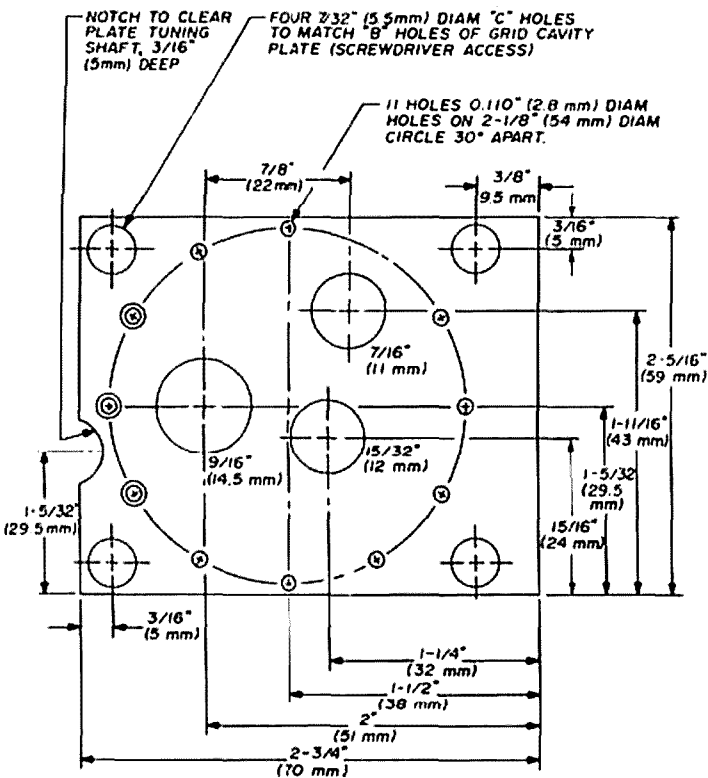 NOTCH TO CLEAR
PLATE TUNING
SHAFT, 3/16"
(5mm) DEEP
FOUR 7/32" (5.5mm) DIAM "C" HOLES
TO MATCH "B" HOLES OF GRID CAVITY
PLATE (SCREWDRIVER ACCESS)
11 HOLES 0.110" (2.8 mm) DIAM
HOLES ON 2-1/8" (54 mm) DIAM
CIRCLE 30° APART.
7/8"
(22mm)
3/8"
9.5 mm
3/16"
(5 mm)
7/16"
(11 mm)
2-5/16"
(59 mm)
1-11/16"
(43 mm)
9/16"
(14.5 mm)
15/32"
(12 mm)
1-5/32
(29.5
mm)
1-5/32"
(29.5mm)
15/16"
(24 mm)
3/16"
(5 mm)
1-1/4"
(32 mm)
1-1/2"
(38 mm)
2"
(51 mm)
2-3/4"
(70 mm)